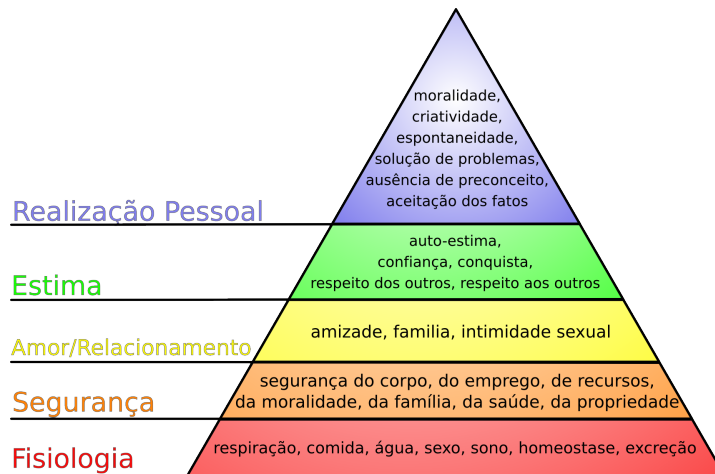 moralidade,
criatividade,
espontaneidade,
solução de problemas,
ausência de preconceito,
aceitação dos fatos
Realização Pessoal
auto-estima,
confiança, conquista,
respeito dos outros, respeito aos outros
Estima
amizade, familia, intimidade sexual
Amor/Relacionamento
segurança do corpo, do emprego, de recursos,
da moralidade, da família, da saúde, da propriedade
Segurança
respiração, comida, água, sexo, sono, homeostase, excreção
Fisiologia